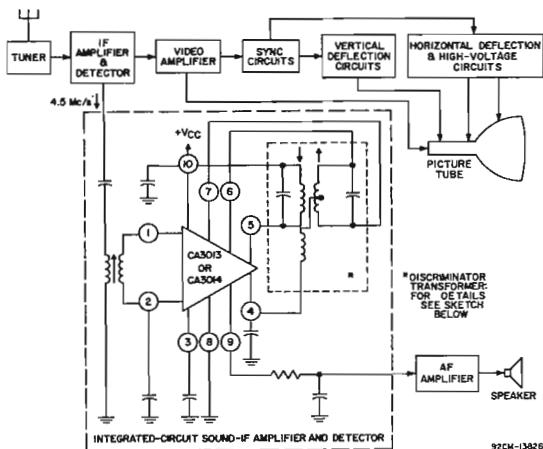 TUNER
IF
AMPLIFIER
&
DETECTOR
VIDEO
AMPLIFIER
SYNC
CIRCUITS
VERTICAL
DEFLECTION
CIRCUITS
HORIZONTAL DEFLECTION
& HIGH-VOLTAGE
CIRCUITS
4.5 Mc/s
PICTURE
TUBE
+VCC
10
7
6
1
5
CA3013
OR
CA3014
2
4
3
8
9
*
*DISCRIMINATOR
TRANSFORMER:
FOR DETAILS
SEE SKETCH
BELOW
AF
AMPLIFIER
SPEAKER
INTEGRATED-CIRCUIT SOUND-IF AMPLIFIER AND DETECTOR
92CM-13826